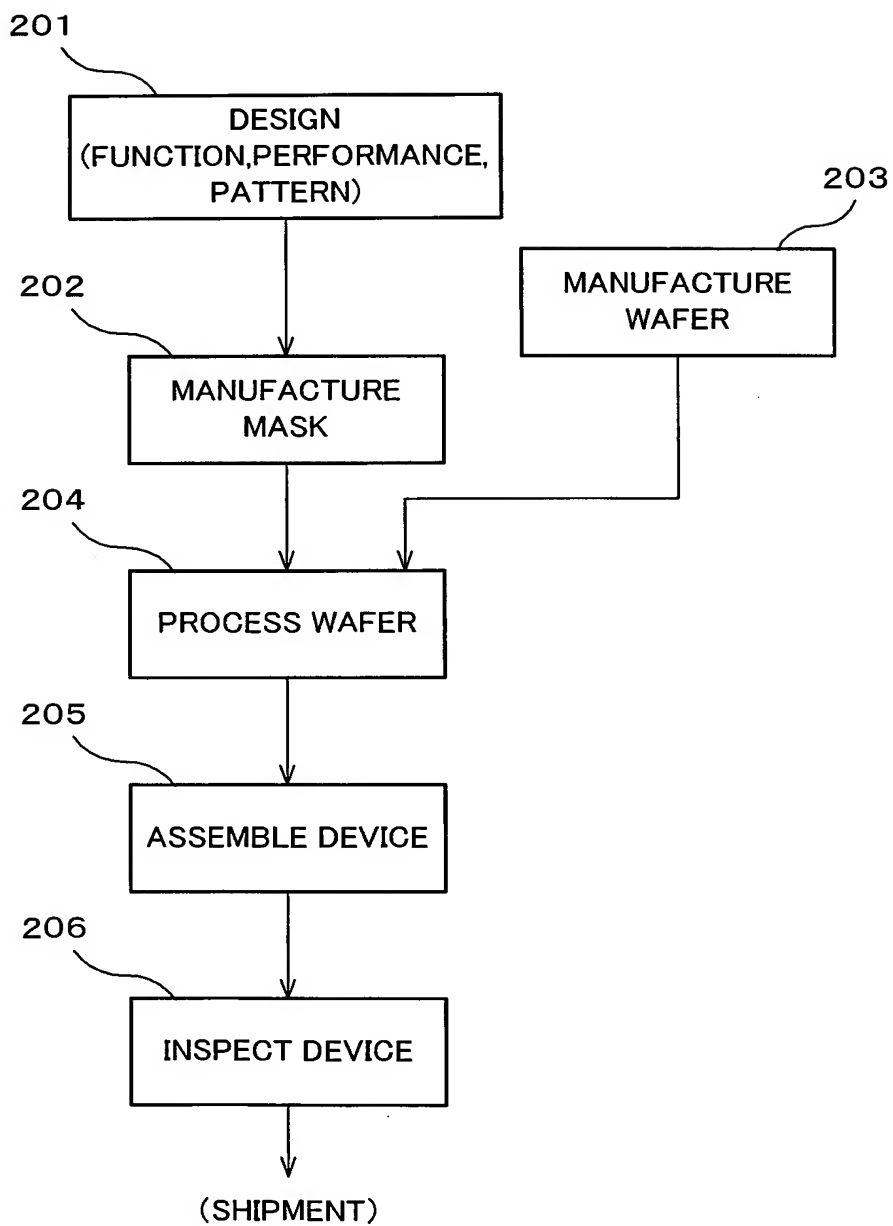 201
DESIGN
(FUNCTION,PERFORMANCE,
PATTERN)
203
MANUFACTURE
WAFER
202
MANUFACTURE
MASK
204
PROCESS WAFER
205
ASSEMBLE DEVICE
206
INSPECT DEVICE
(SHIPMENT)